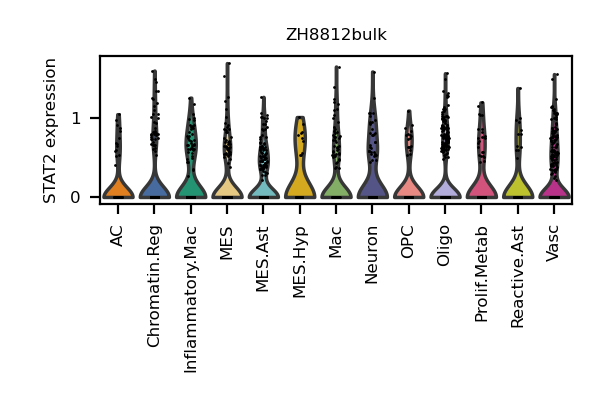 ZH8812bulk
STAT2 expression
1
0
AC
Chromatin.Reg
Inflammatory.Mac
MES
MES.Ast
MES.Hyp
Mac
Neuron
OPC
Oligo
Prolif.Metab
Reactive.Ast
Vasc